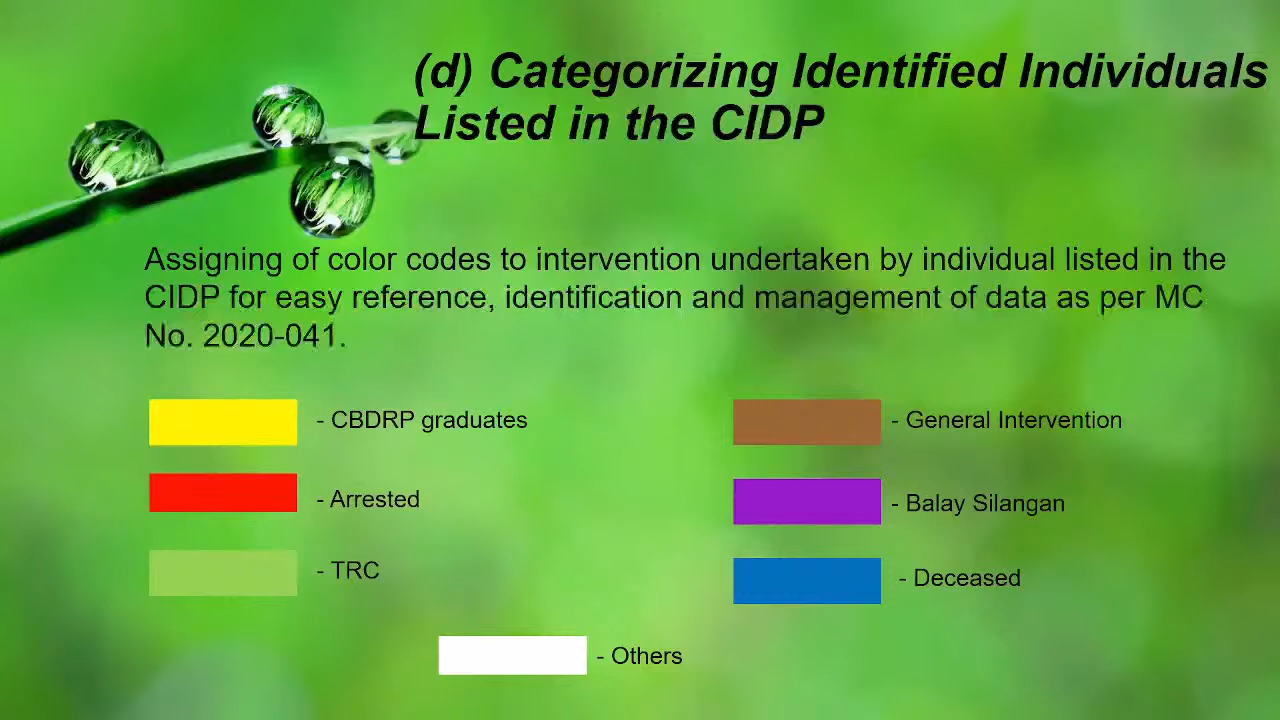 (d) Categorizing Identified Individuals
Listed in the CIDP
Assigning of color codes to intervention undertaken by individual listed in the
CIDP for easy reference, identification and management of data as per MC
No. 2020-041.
- CBDRP graduates
- General Intervention
- Arrested
- Balay Silangan
- TRC
- Deceased
- Others